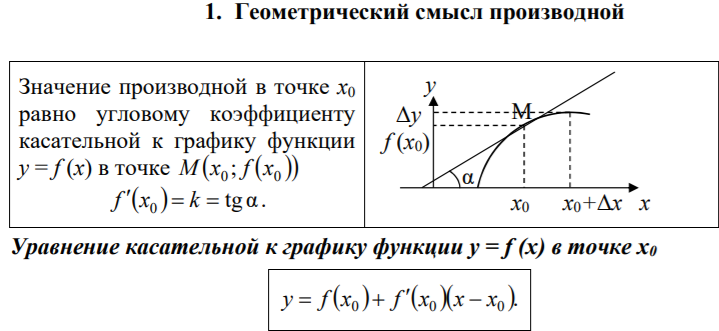 1. Геометрический смысл производной
Значение производной в точке x₀
равно угловому коэффициенту
касательной к графику функции
y = f (x) в точке M(x₀; f(x₀))
f′(x₀) = k = tg α.
y
Δy
M
f (x₀)
α
x₀
x₀+Δx
x
Уравнение касательной к графику функции y = f (x) в точке x₀
y = f(x₀) + f′(x₀)(x − x₀).